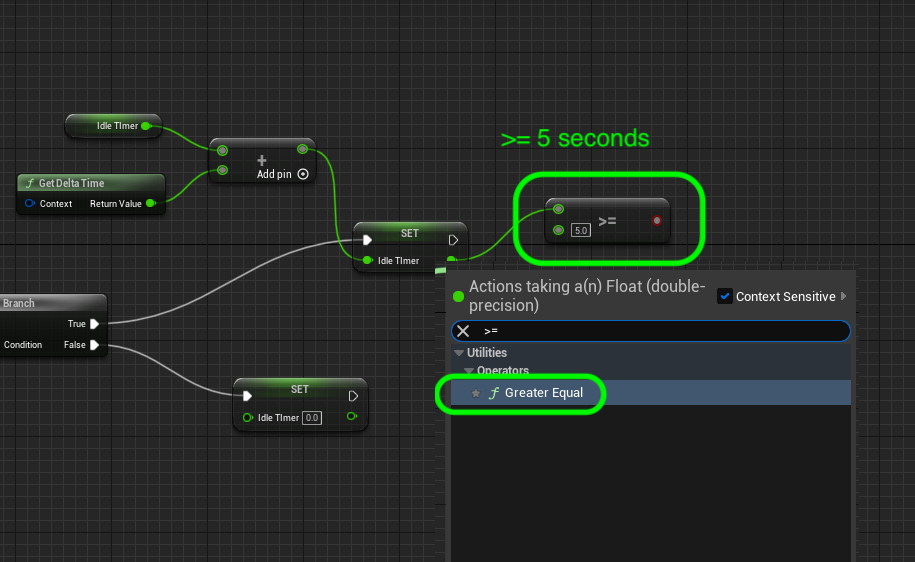 >= 5 seconds
Idle TImer
+
Add pin
f Get Delta Time
Context Return Value
>=
5.0
SET
Idle TImer
Actions taking a(n) Float (double-
precision)
Context Sensitive
>=
Utilities
Operators
f Greater Equal
Branch
True
Condition False
SET
Idle TImer 0.0